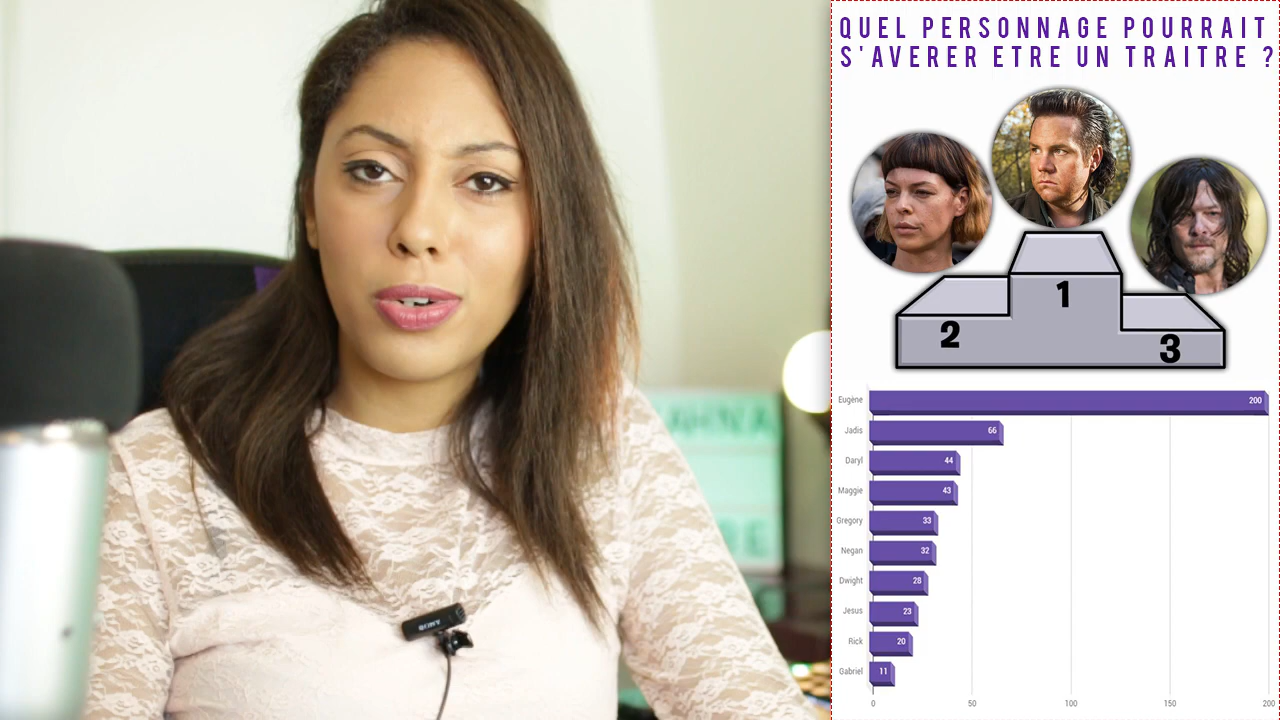 QUEL PERSONNAGE POURRAIT
S'AVERER ETRE UN TRAITRE ?
1
2
3
Eugène 200
Jadis 66
Daryl 44
Maggie 43
Gregory 33
Negan 32
Dwight 28
Jesus 23
Rick 20
Gabriel 11
0 50 100 150 200